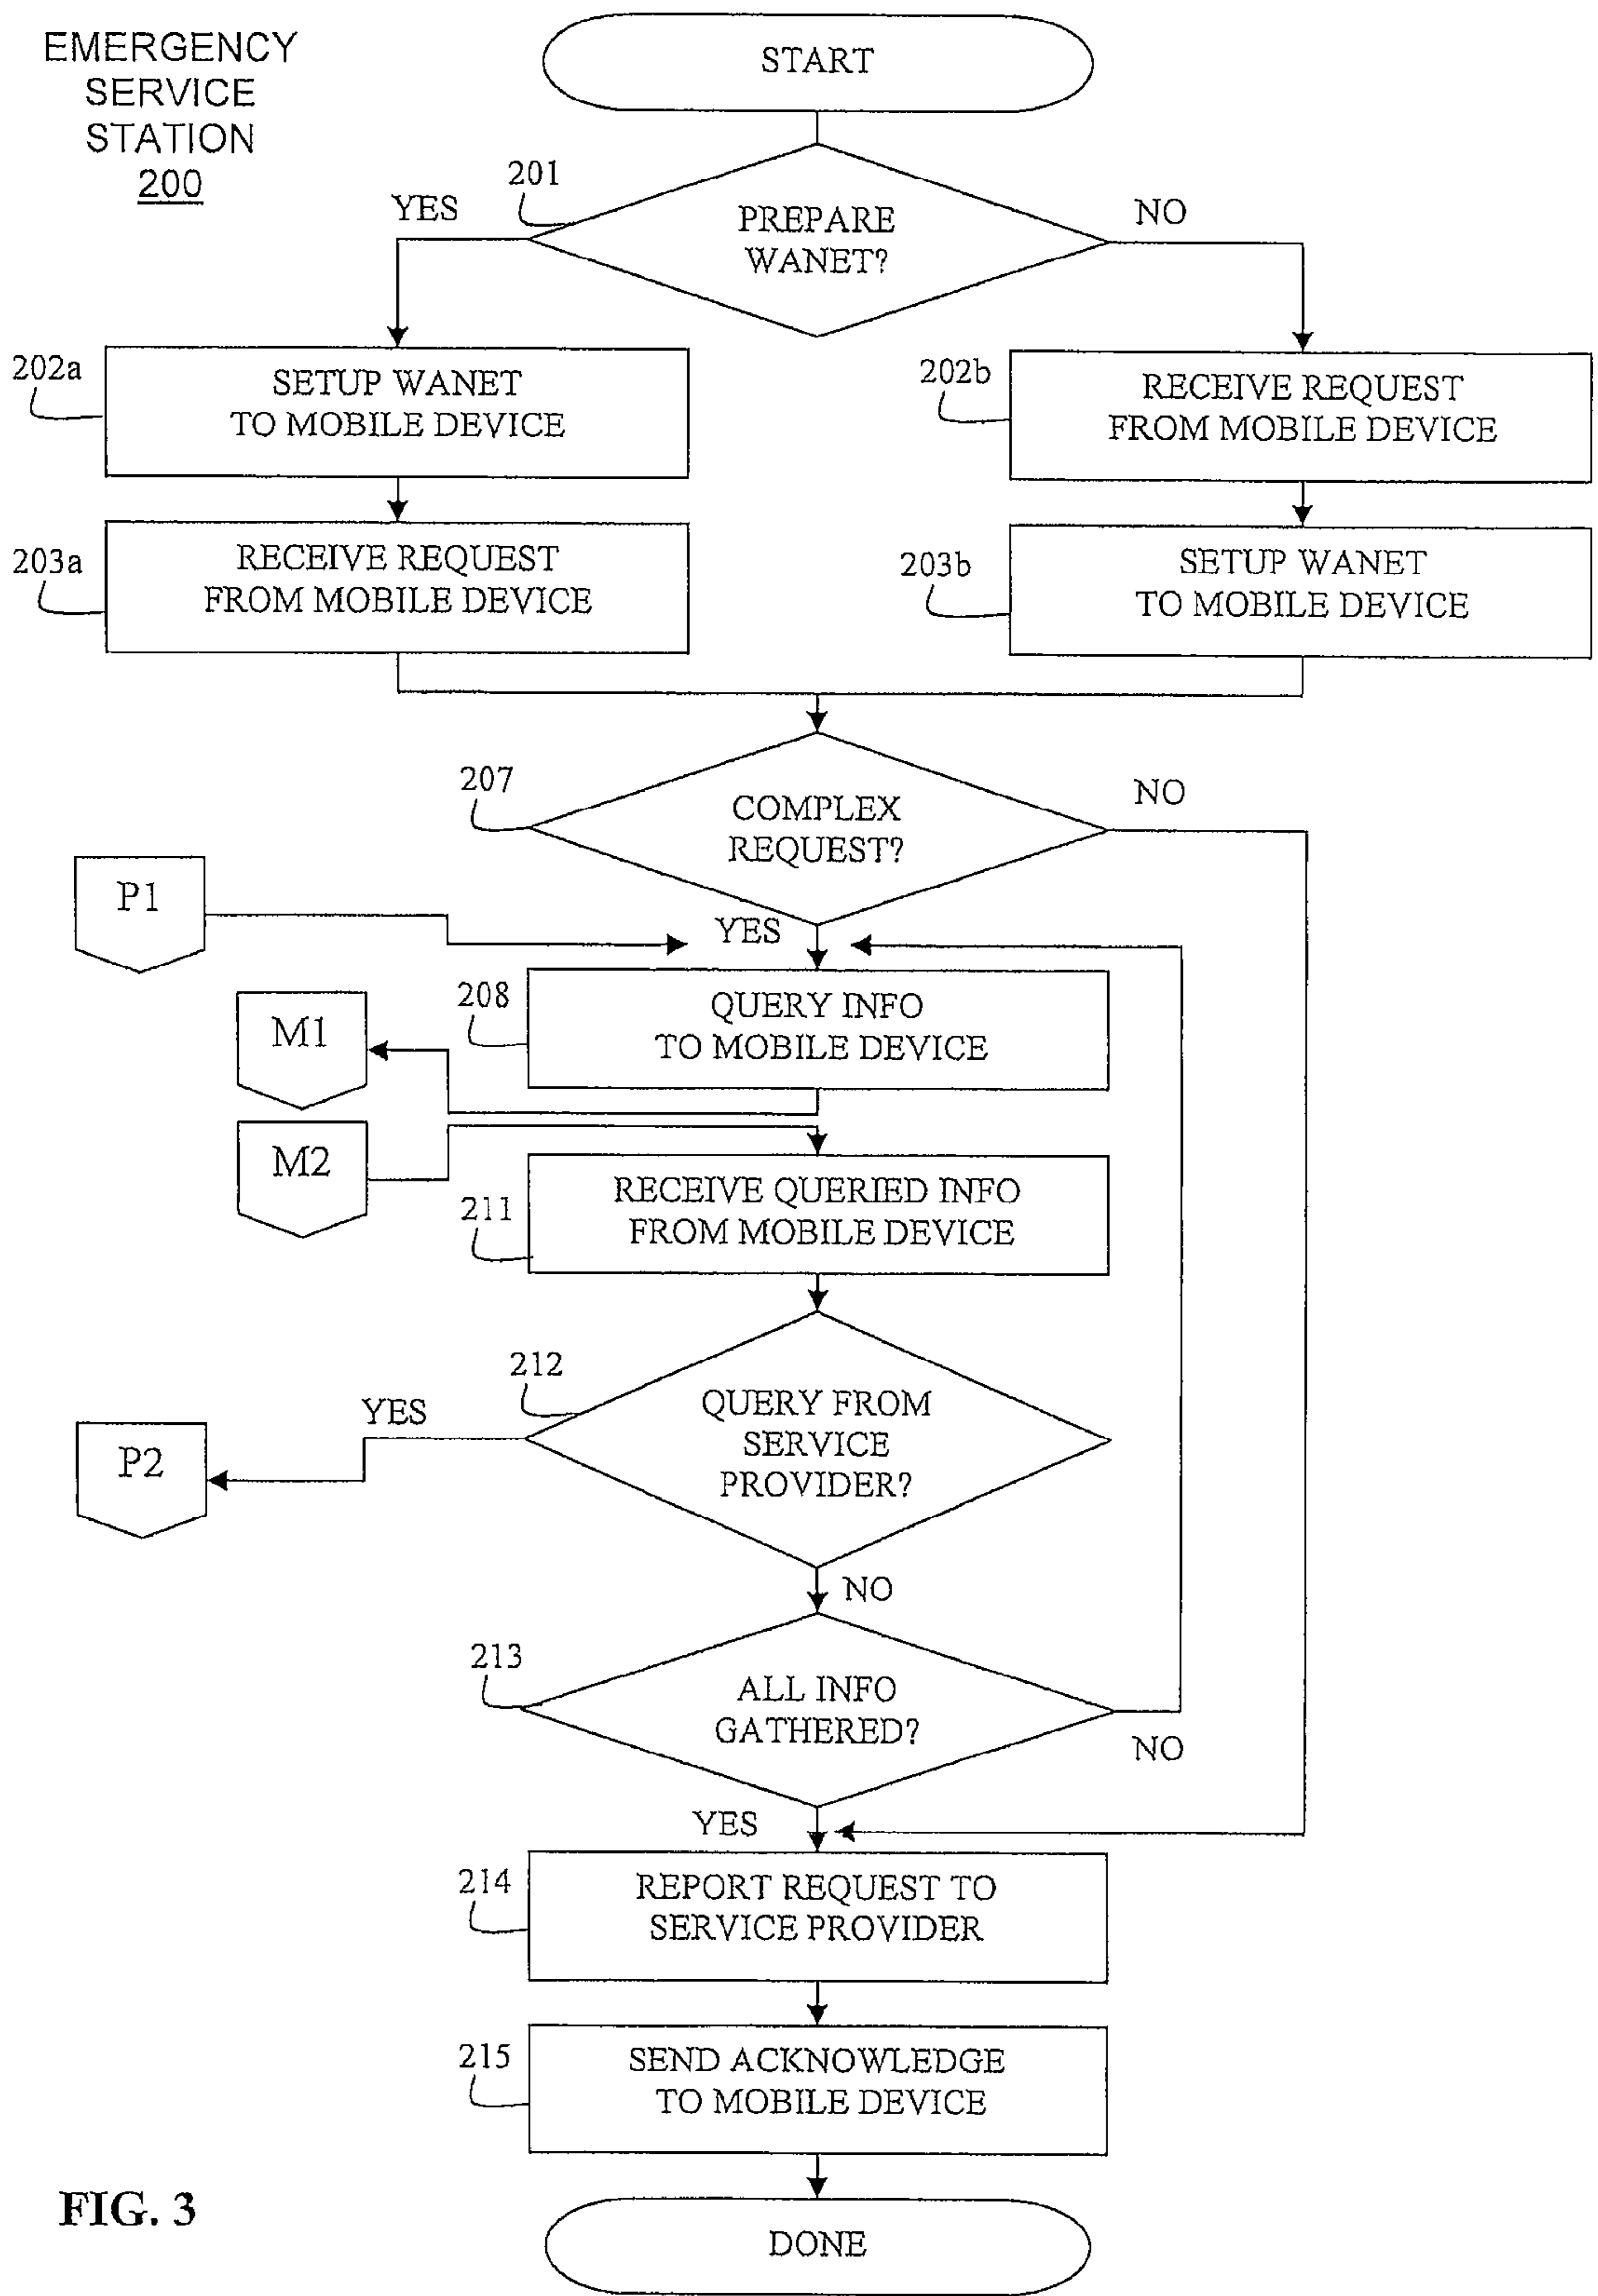 EMERGENCY
SERVICE
STATION
200
START
201
YES
NO
PREPARE
WANET?
202a
SETUP WANET
TO MOBILE DEVICE
202b
RECEIVE REQUEST
FROM MOBILE DEVICE
203a
RECEIVE REQUEST
FROM MOBILE DEVICE
203b
SETUP WANET
TO MOBILE DEVICE
207
NO
COMPLEX
REQUEST?
P1
YES
208
QUERY INFO
TO MOBILE DEVICE
M1
M2
211
RECEIVE QUERIED INFO
FROM MOBILE DEVICE
212
YES
QUERY FROM
SERVICE
PROVIDER?
P2
NO
213
ALL INFO
GATHERED?
NO
YES
214
REPORT REQUEST TO
SERVICE PROVIDER
215
SEND ACKNOWLEDGE
TO MOBILE DEVICE
FIG. 3
DONE